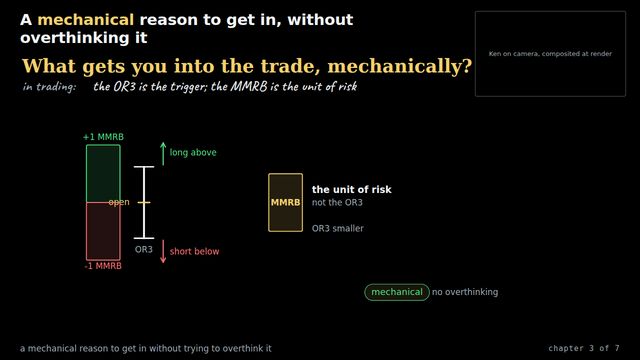 A mechanical reason to get in, without
overthinking it
Ken on camera, composited at render
What gets you into the trade, mechanically?
in trading: the OR3 is the trigger; the MMRB is the unit of risk
+1 MMRB
long above
open
OR3
short below
-1 MMRB
MMRB
the unit of risk
not the OR3
OR3 smaller
mechanical no overthinking
a mechanical reason to get in without trying to overthink it
chapter 3 of 7